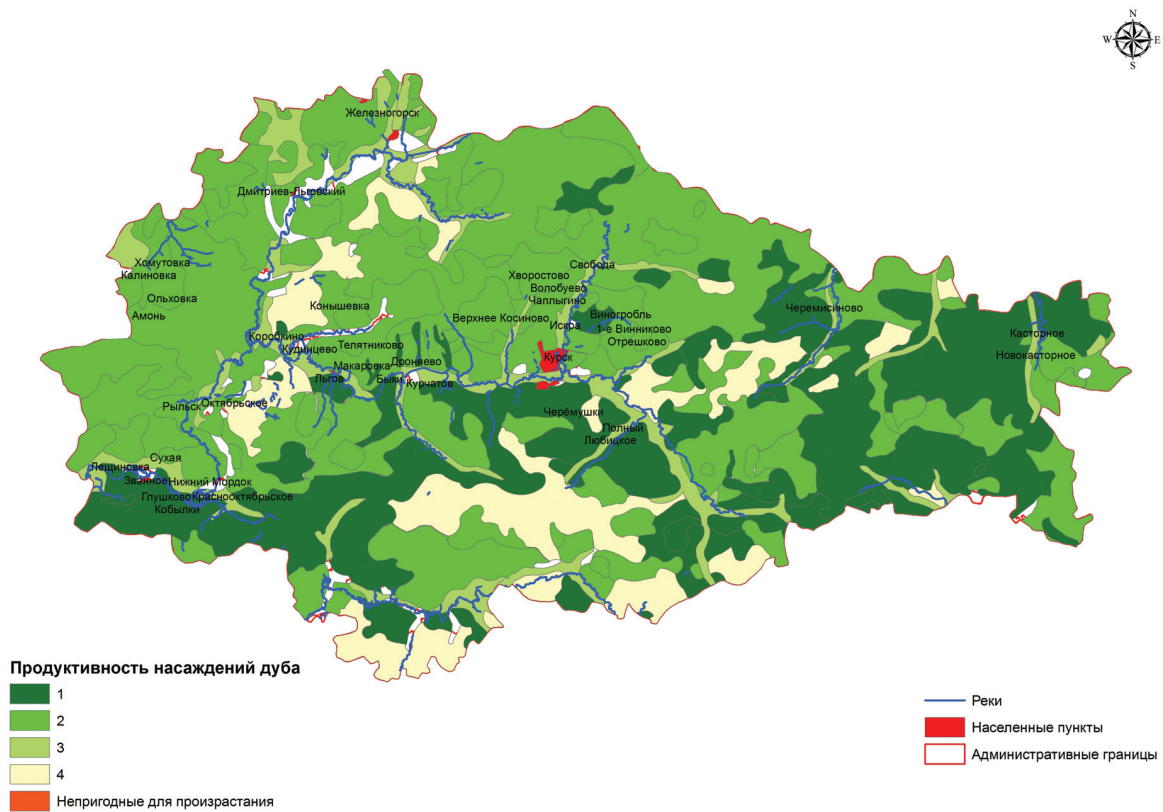 N
W E
S
Железногорск
Дмитриев-Льговский
Хомутовка
Калиновка
Ольховка
Амонь
Конышевка
Свобода
Хворостово
Волобуево
Чаплыгино
Верхнее Косиново
Искра
Виногробль
1-е Винниково
Отрешково
Черемисиново
Касторное
Новокасторное
Коробкино
Кудинцево
Телятниково
Дроняево
Макаровка
Льгов
Быки
Курчатов
Курск
Рыльск
Октябрьское
Черёмушки
Полный
Любицкое
Сухая
Лещиновка
Званное
Нижний Мордок
Глушково
Краснооктябрьское
Кобылки
Продуктивность насаждений дуба
1
2
3
4
Непригодные для произрастания
Реки
Населенные пункты
Административные границы